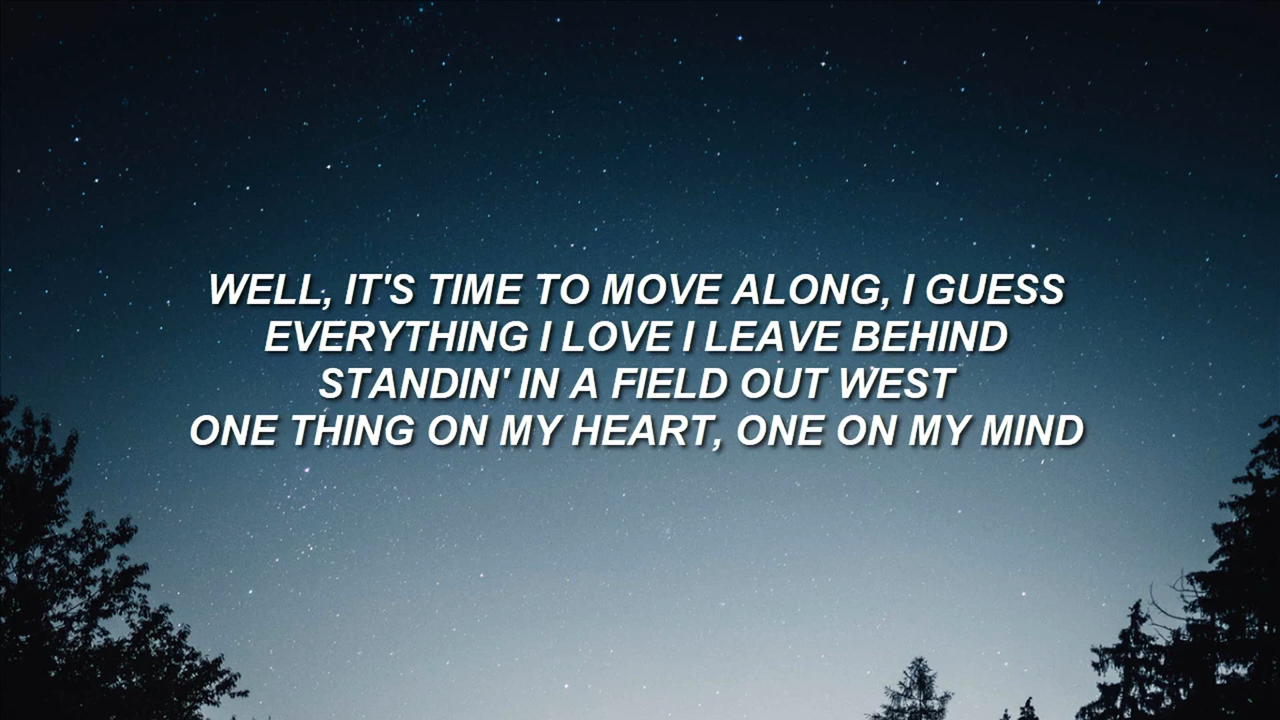 WELL, IT'S TIME TO MOVE ALONG, I GUESS
EVERYTHING I LOVE I LEAVE BEHIND
STANDIN' IN A FIELD OUT WEST
ONE THING ON MY HEART, ONE ON MY MIND